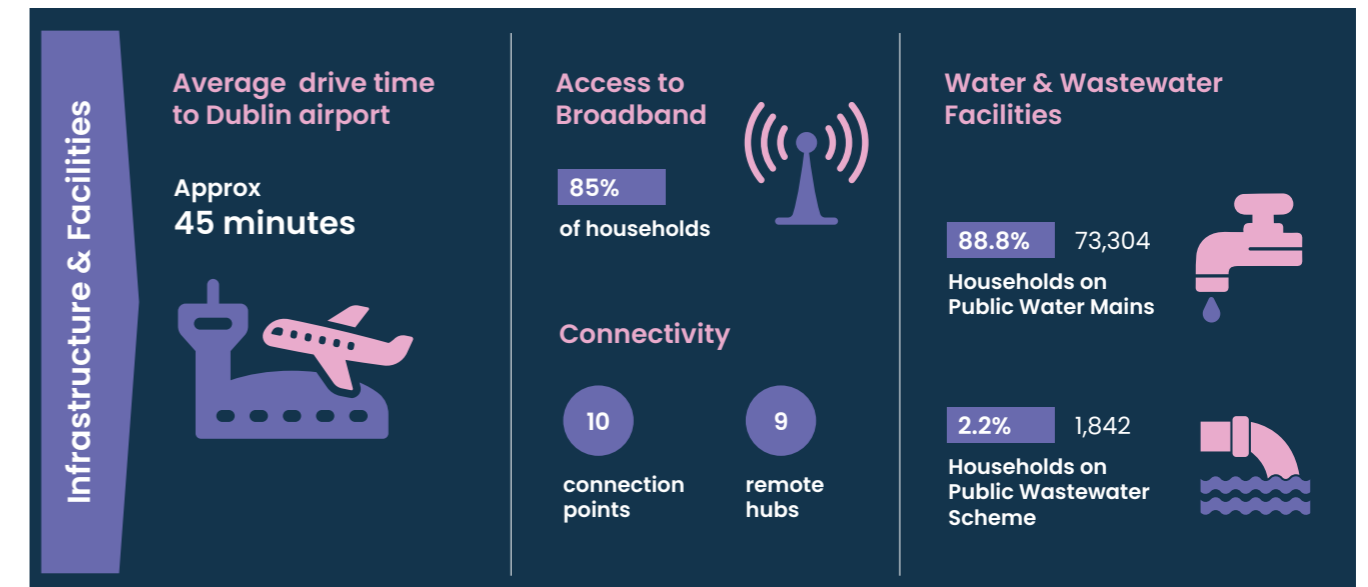 Infrastructure & Facilities
Average drive time
to Dublin airport
Approx
45 minutes
Access to
Broadband
85%
of households
Connectivity
10
connection
points
9
remote
hubs
Water & Wastewater
Facilities
88.8% 73,304
Households on
Public Water Mains
2.2% 1,842
Households on
Public Wastewater
Scheme